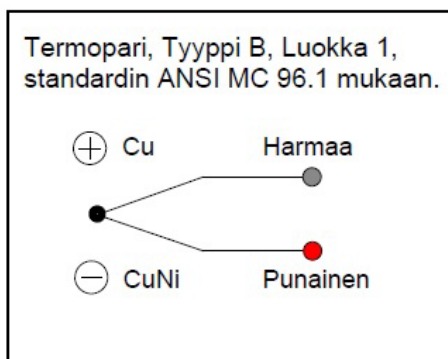 Termopari, Tyyppi B, Luokka 1,
standardin ANSI MC 96.1 mukaan.
+ Cu Harmaa
− CuNi Punainen